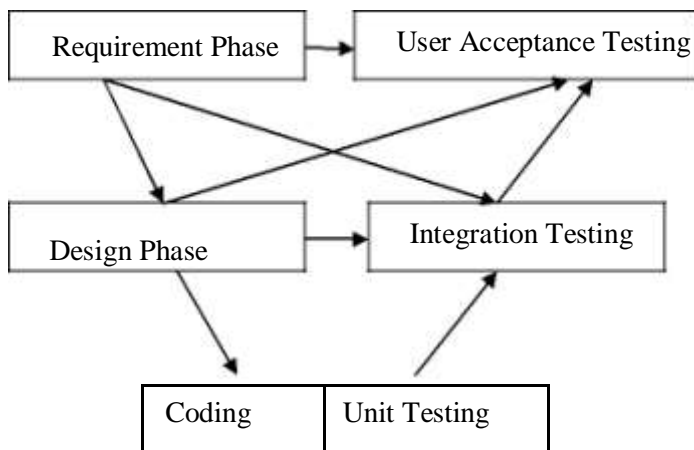 Requirement Phase
User Acceptance Testing
Design Phase
Integration Testing
Coding
Unit Testing